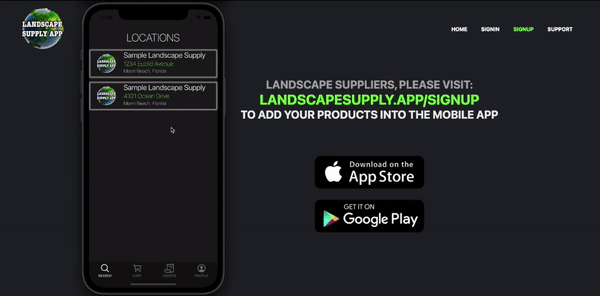 LANDSCAPE
SUPPLY APP
HOME SIGNIN SIGNUP SUPPORT
LOCATIONS
Sample Landscape Supply
1234 Euclid Avenue
Miami Beach, Florida
Sample Landscape Supply
4321 Ocean Drive
Miami Beach, Florida
SEARCH CART ORDERS PROFILE
LANDSCAPE SUPPLIERS, PLEASE VISIT:
LANDSCAPESUPPLY.APP/SIGNUP
TO ADD YOUR PRODUCTS INTO THE MOBILE APP
Download on the
App Store
GET IT ON
Google Play